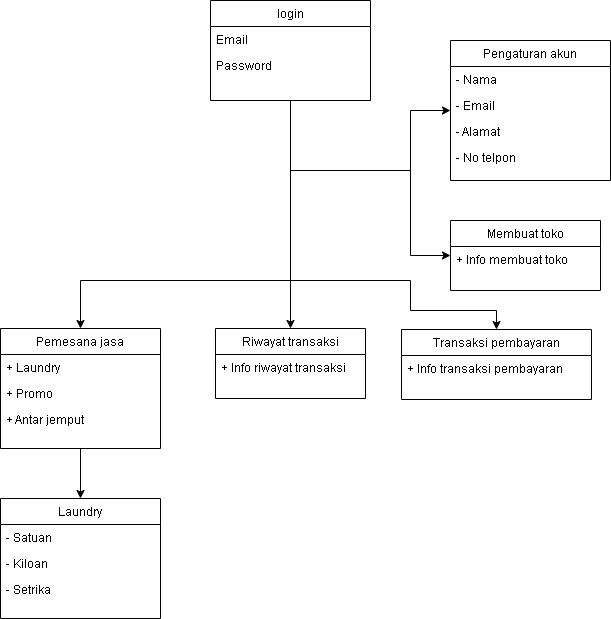 login
Email
Password
Pengaturan akun
- Nama
- Email
- Alamat
- No telpon
Membuat toko
+ Info membuat toko
Pemesana jasa
+ Laundry
+ Promo
+ Antar jemput
Riwayat transaksi
+ Info riwayat transaksi
Transaksi pembayaran
+ Info transaksi pembayaran
Laundry
- Satuan
- Kiloan
- Setrika